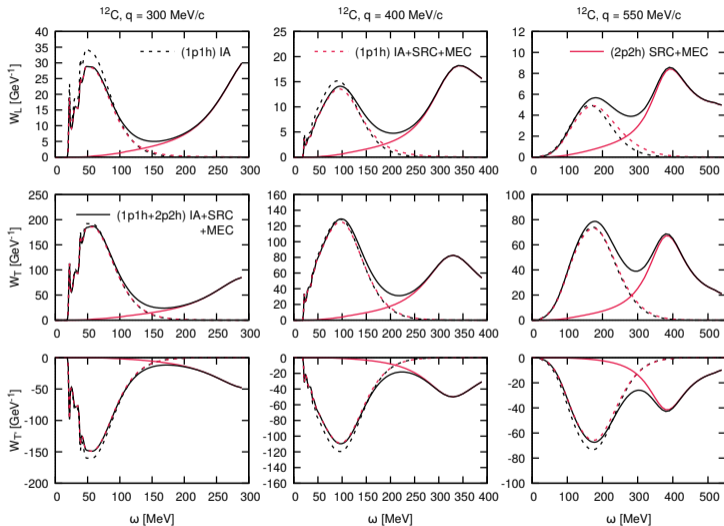 ¹²C, q = 300 MeV/c
¹²C, q = 400 MeV/c
¹²C, q = 550 MeV/c
W_L [GeV⁻¹]
40
35
30
25
20
15
10
5
0
(1p1h) IA
0 50 100 150 200 250 300
25
20
15
10
5
0
(1p1h) IA+SRC+MEC
0 50 100 150 200 250 300 350
12
10
8
6
4
2
0
(2p2h) SRC+MEC
0 100 200 300 400 500
W_T [GeV⁻¹]
250
200
150
100
50
0
(1p1h+2p2h) IA+SRC
+MEC
0 50 100 150 200 250 300
160
140
120
100
80
60
40
20
0
0 50 100 150 200 250 300 350
100
80
60
40
20
0
0 100 200 300 400 500
W_T' [GeV⁻¹]
0
-50
-100
-150
-200
0 50 100 150 200 250 300
0
-20
-40
-60
-80
-100
-120
-140
-160
0 50 100 150 200 250 300 350
0
-20
-40
-60
-80
-100
0 100 200 300 400 500
ω [MeV]
ω [MeV]
ω [MeV]